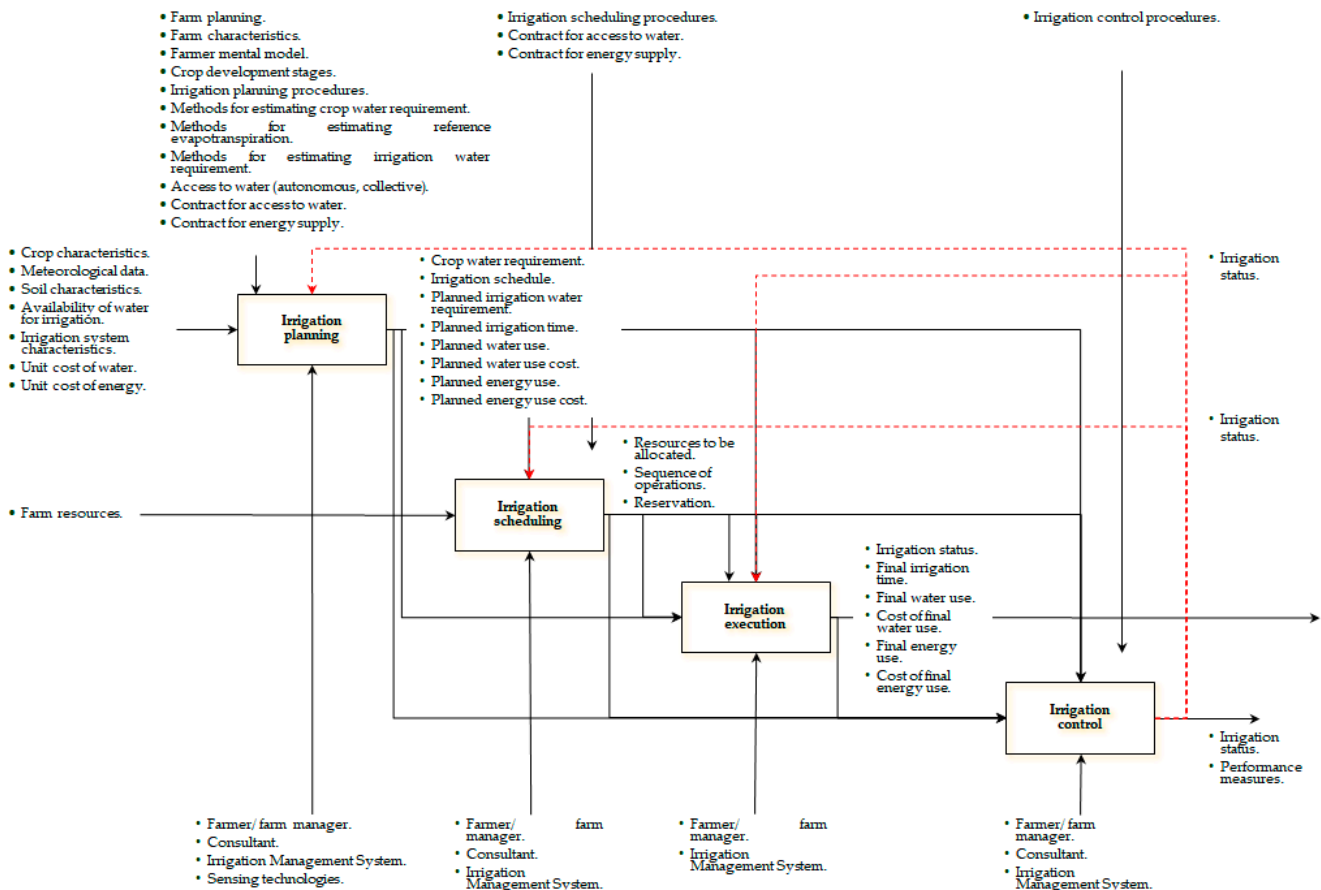 • Farm planning.
• Farm characteristics.
• Farmer mental model.
• Crop development stages.
• Irrigation planning procedures.
• Methods for estimating crop water requirement.
• Methods for estimating reference
evapotranspiration.
• Methods for estimating irrigation water
requirement.
• Access to water (autonomous, collective).
• Contract for access to water.
• Contract for energy supply.
• Irrigation scheduling procedures.
• Contract for access to water.
• Contract for energy supply.
• Irrigation control procedures.
• Crop characteristics.
• Meteorological data.
• Soil characteristics.
• Availability of water
for irrigation.
• Irrigation system
characteristics.
• Unit cost of water.
• Unit cost of energy.
Irrigation
planning
• Crop water requirement.
• Irrigation schedule.
• Planned irrigation water
requirement.
• Planned irrigation time.
• Planned water use.
• Planned water use cost.
• Planned energy use.
• Planned energy use cost.
• Irrigation
status.
• Irrigation
status.
• Farm resources.
Irrigation
scheduling
• Resources to be
allocated.
• Sequence of
operations.
• Reservation.
Irrigation
execution
• Irrigation status.
• Final irrigation
time.
• Final water use.
• Cost of final
water use.
• Final energy
use.
• Cost of final
energy use.
Irrigation
control
• Irrigation
status.
• Performance
measures.
• Farmer/ farm manager.
• Consultant.
• Irrigation Management System.
• Sensing technologies.
• Farmer/ farm
manager.
• Consultant.
• Irrigation
Management System.
• Farmer/ farm
manager.
• Irrigation
Management System.
• Farmer/ farm
manager.
• Consultant.
• Irrigation
Management System.